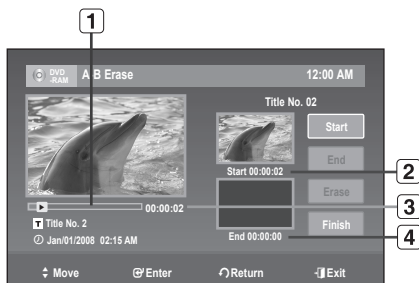 1
DVD
-RAM
A B Erase
12:00 AM
Title No. 02
Start
Start 00:00:02
End
2
00:00:02
Erase
3
T Title No. 2
Jan/01/2008 02:15 AM
End 00:00:00
Finish
4
Move
Enter
Return
Exit